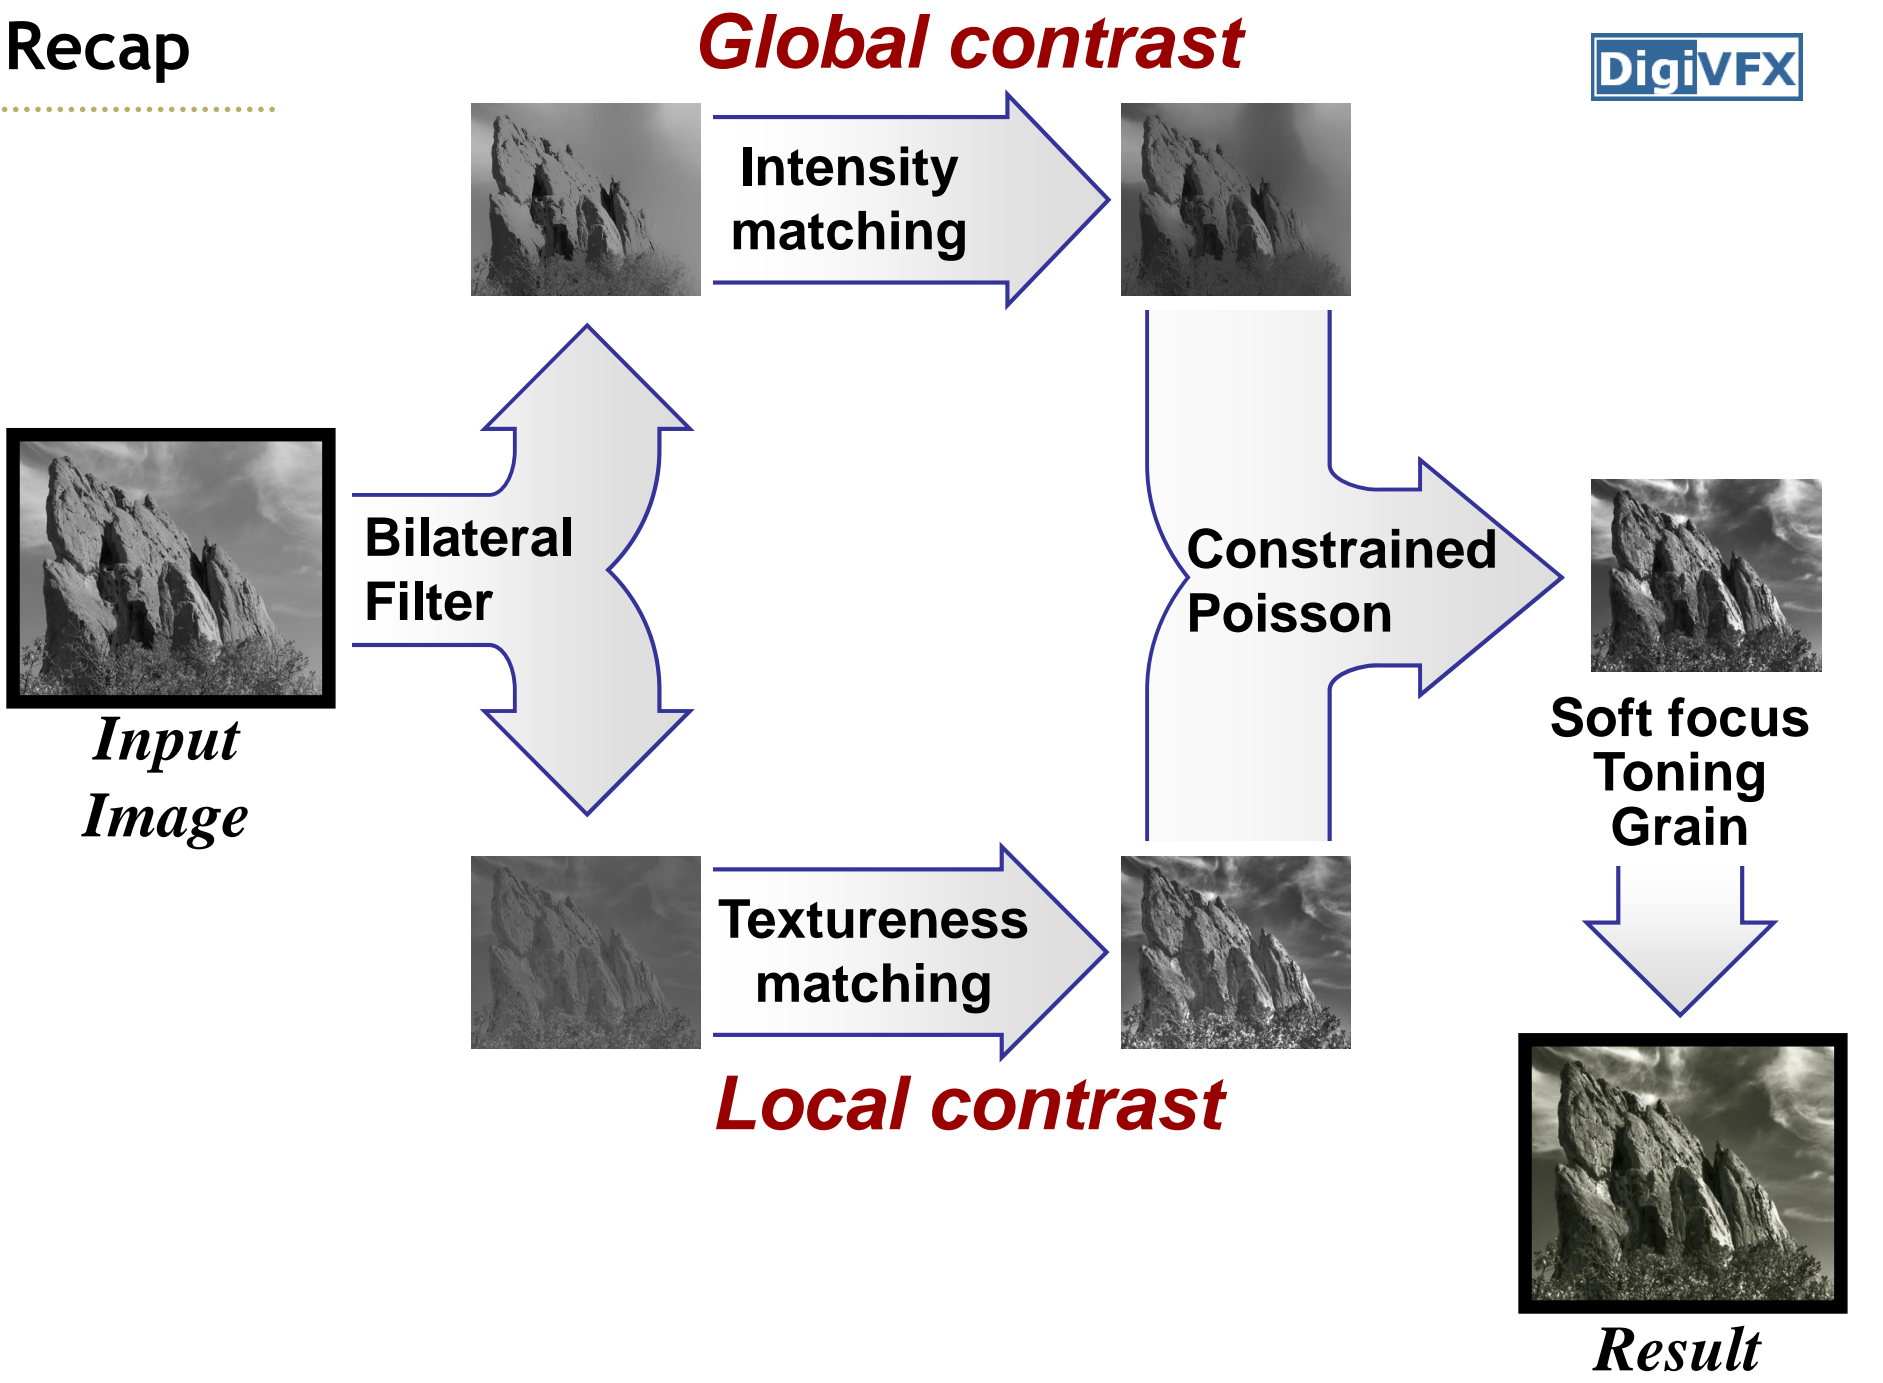 Recap
Global contrast
DigiVFX
Intensity
matching
Bilateral
Filter
Input
Image
Constrained
Poisson
Soft focus
Toning
Grain
Textureness
matching
Local contrast
Result